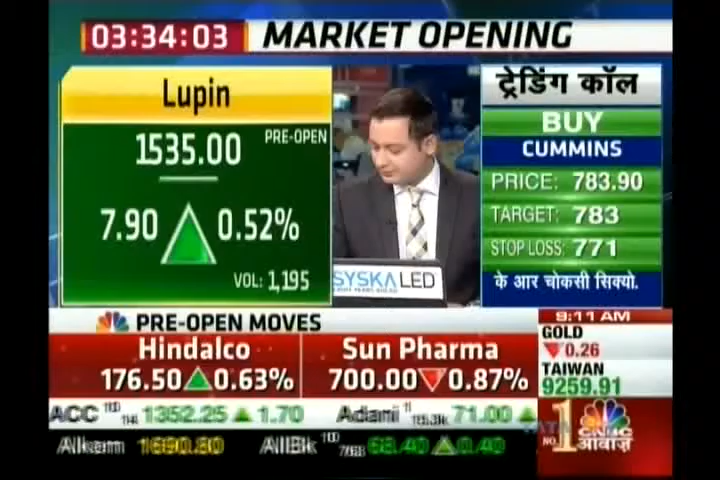 03:34:03 MARKET OPENING
Lupin
PRE-OPEN
1535.00
7.90 0.52%
VOL: 1,195
SYSKA LED
ट्रेडिंग कॉल
BUY
CUMMINS
PRICE: 783.90
TARGET: 783
STOP LOSS: 771
के आर चोकसी सिक्यो.
PRE-OPEN MOVES
Hindalco
176.50 0.63%
Sun Pharma
700.00 0.87%
9:11 AM
GOLD
0.26
TAIWAN
9259.91
ACC 1352.25 1.70 Adani 71.00
Alkem 1690.80 AllBk 68.40 0.40
NO. 1 CNBC
आवाज़